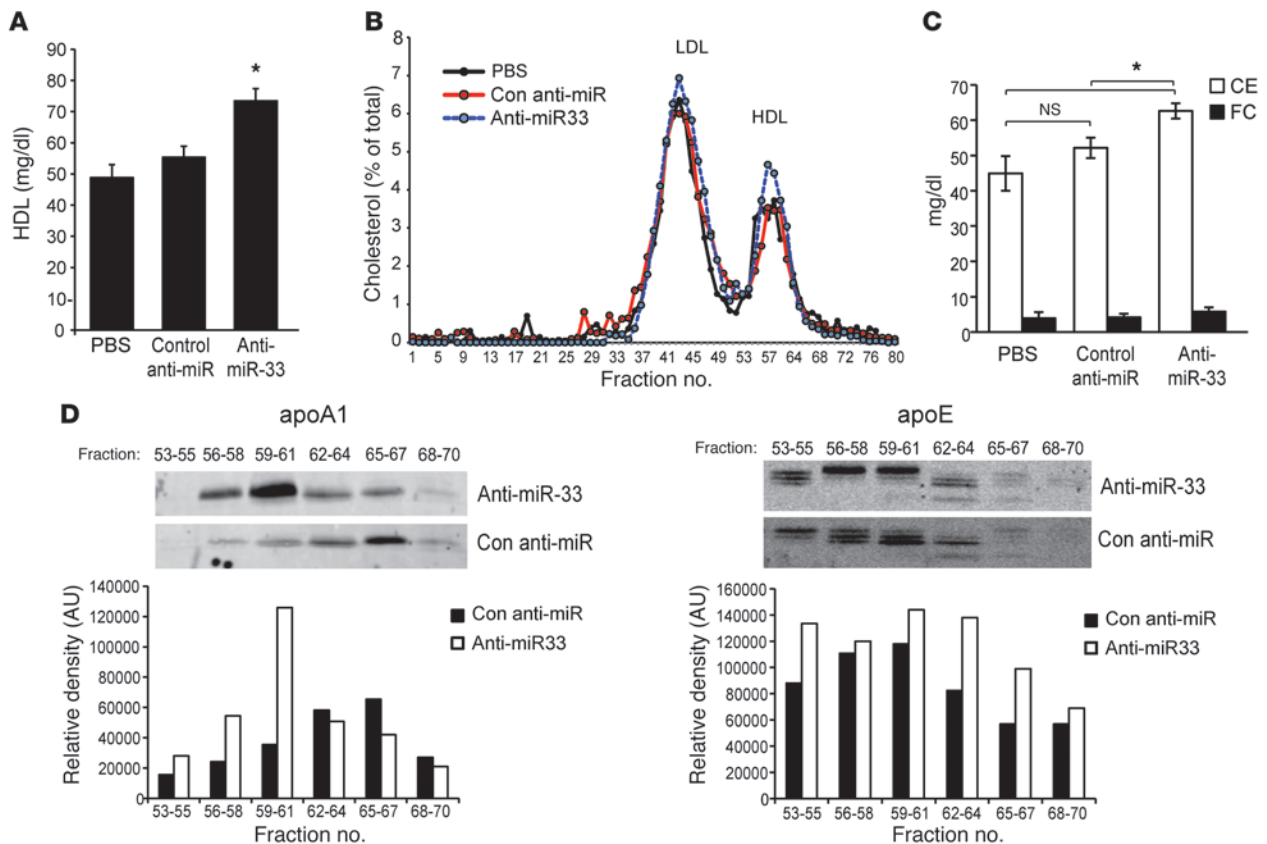 A
HDL (mg/dl)
90
80
70
60
50
40
30
20
10
0
*
PBS
Control anti-miR
Anti-miR-33
B
Cholesterol (% of total)
8
7
6
5
4
3
2
1
0
PBS
Con anti-miR
Anti-miR33
LDL
HDL
1 5 9 13 17 21 25 29 33 37 41 45 49 53 57 64 68 72 76 80
Fraction no.
C
mg/dl
70
60
50
40
30
20
10
0
NS
*
CE
FC
PBS
Control anti-miR
Anti-miR-33
D
apoA1
Fraction: 53-55 56-58 59-61 62-64 65-67 68-70
Anti-miR-33
Con anti-miR
Relative density (AU)
140000
120000
100000
80000
60000
40000
20000
0
Con anti-miR
Anti-miR33
53-55 56-58 59-61 62-64 65-67 68-70
Fraction no.
apoE
Fraction: 53-55 56-58 59-61 62-64 65-67 68-70
Anti-miR-33
Con anti-miR
Relative density (AU)
160000
140000
120000
100000
80000
60000
40000
20000
0
Con anti-miR
Anti-miR33
53-55 56-58 59-61 62-64 65-67 68-70
Fraction no.